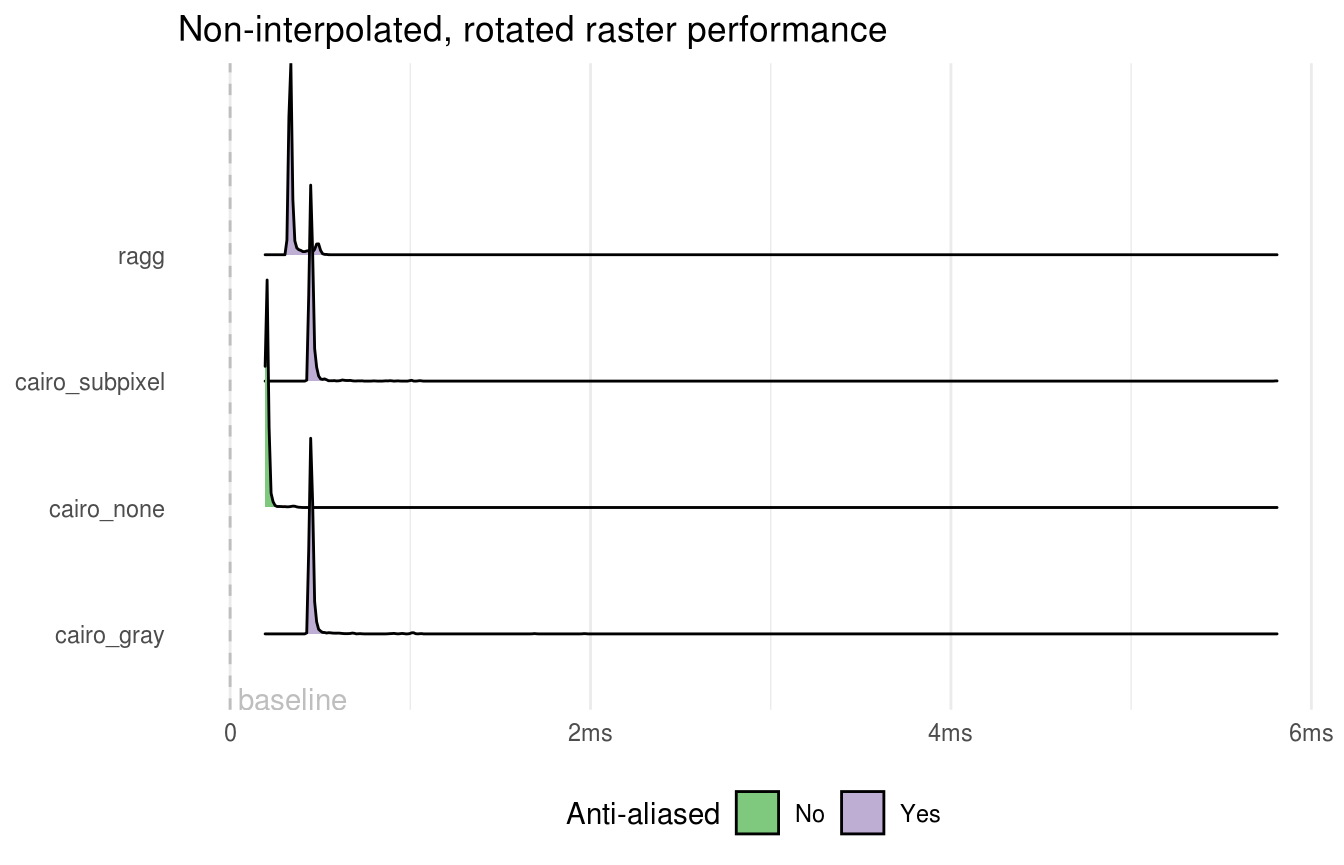 Non-interpolated, rotated raster performance
ragg
cairo_subpixel
cairo_none
cairo_gray
baseline
0 2ms 4ms 6ms
Anti-aliased No Yes